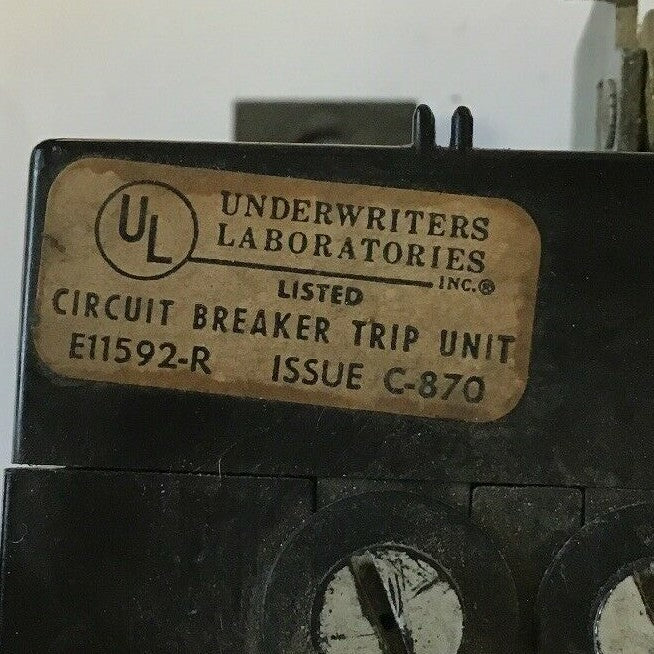 UL UNDERWRITERS
LABORATORIES
INC.®
LISTED
CIRCUIT BREAKER TRIP UNIT
E11592-R ISSUE C-870